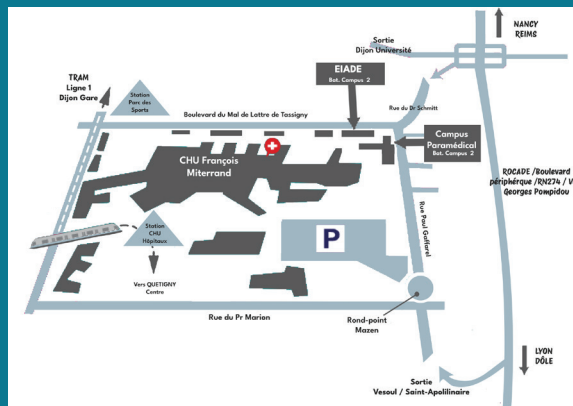 NANCY
REIMS
Sortie
Dijon Université
EIADE
Bat. Campus 2
TRAM
Ligne 1
Dijon Gare
Station
Parc des
Sports
Rue du Dr Schmitt
Boulevard du Mal de Lattre de Tassigny
Campus
Paramédical
Bat. Campus 2
CHU François
Miterrand
ROCADE /Boulevard
périphérque /RN274 / V
Georges Pompidou
Rue Paul Gaffarel
Station
CHU
Hôpitaux
P
Vers QUETIGNY
Centre
Rue du Pr Marion
Rond-point
Mazen
LYON
DÔLE
Sortie
Vesoul / Saint-Apolilinaire